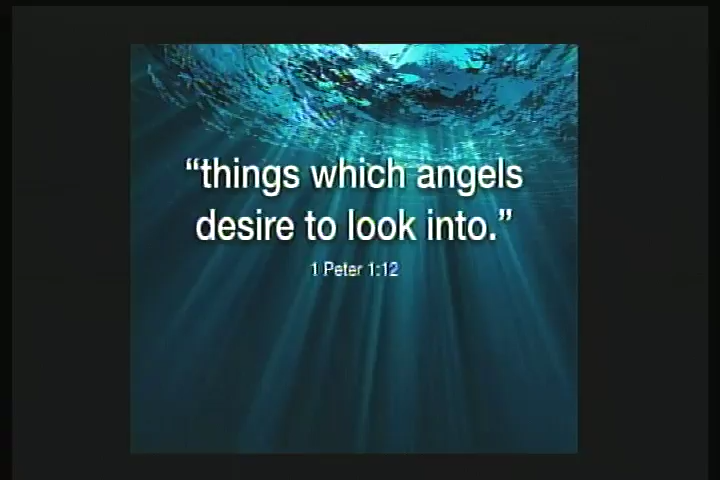 “things which angels
desire to look into.”
1 Peter 1:12